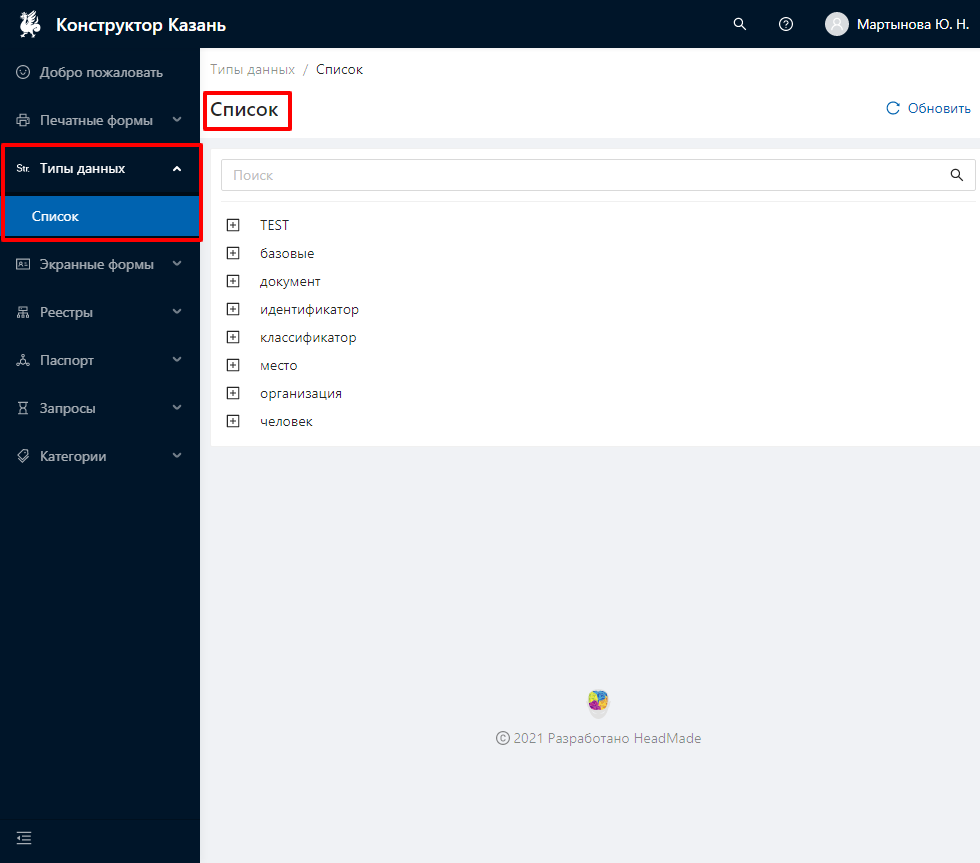 Конструктор Казань
Мартынова Ю. Н.
Добро пожаловать
Печатные формы
Str. Типы данных
Список
Экранные формы
Реестры
Паспорт
Запросы
Категории
Типы данных / Список
Список
Обновить
Поиск
TEST
базовые
документ
идентификатор
классификатор
место
организация
человек
© 2021 Разработано HeadMade